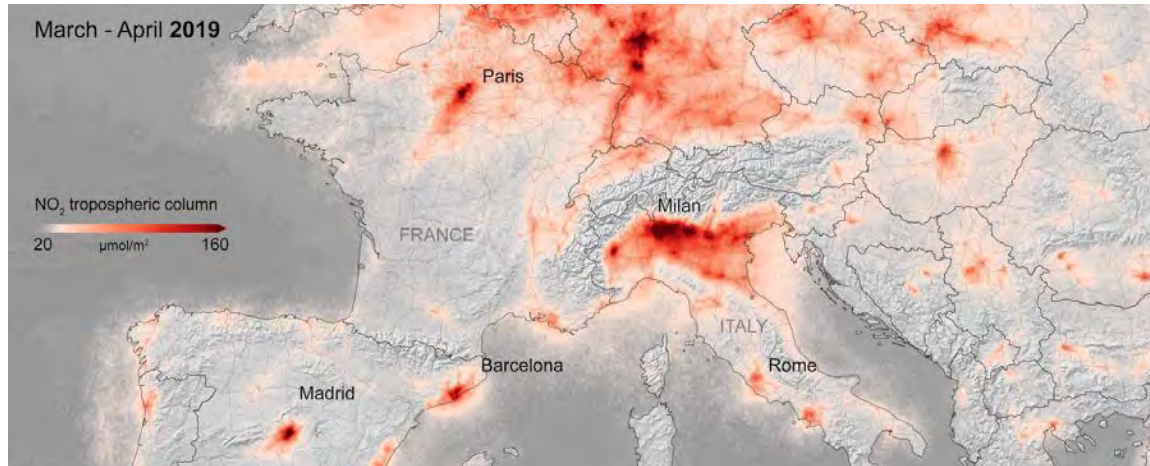 March - April 2019
Paris
NO₂ tropospheric column
20 µmol/m² 160
FRANCE
Milan
ITALY
Barcelona
Rome
Madrid